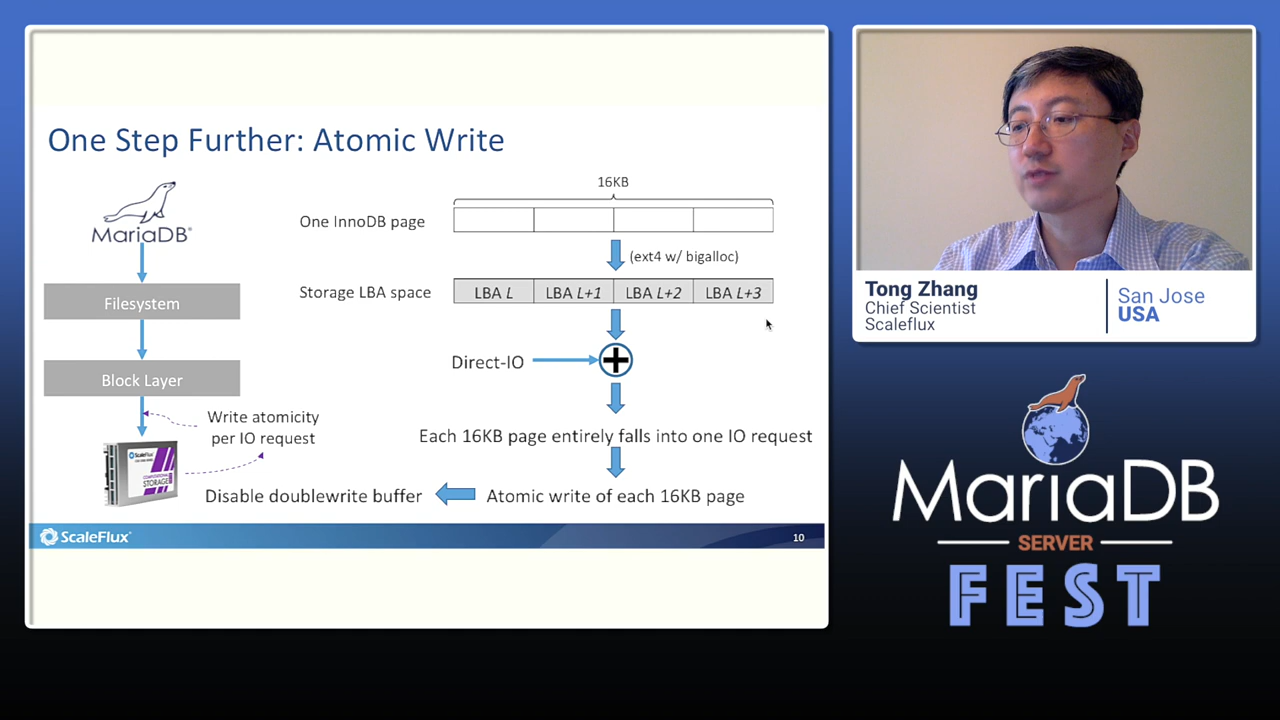 One Step Further: Atomic Write
MariaDB®
Filesystem
Block Layer
Write atomicity
per IO request
ScaleFlux
COMPUTATIONAL
STORAGE
16KB
One InnoDB page
(ext4 w/ bigalloc)
Storage LBA space
LBA L
LBA L+1
LBA L+2
LBA L+3
Direct-IO
Each 16KB page entirely falls into one IO request
Disable doublewrite buffer
Atomic write of each 16KB page
ScaleFlux®
10
Tong Zhang
Chief Scientist
Scaleflux
San Jose
USA
MariaDB
SERVER
FEST